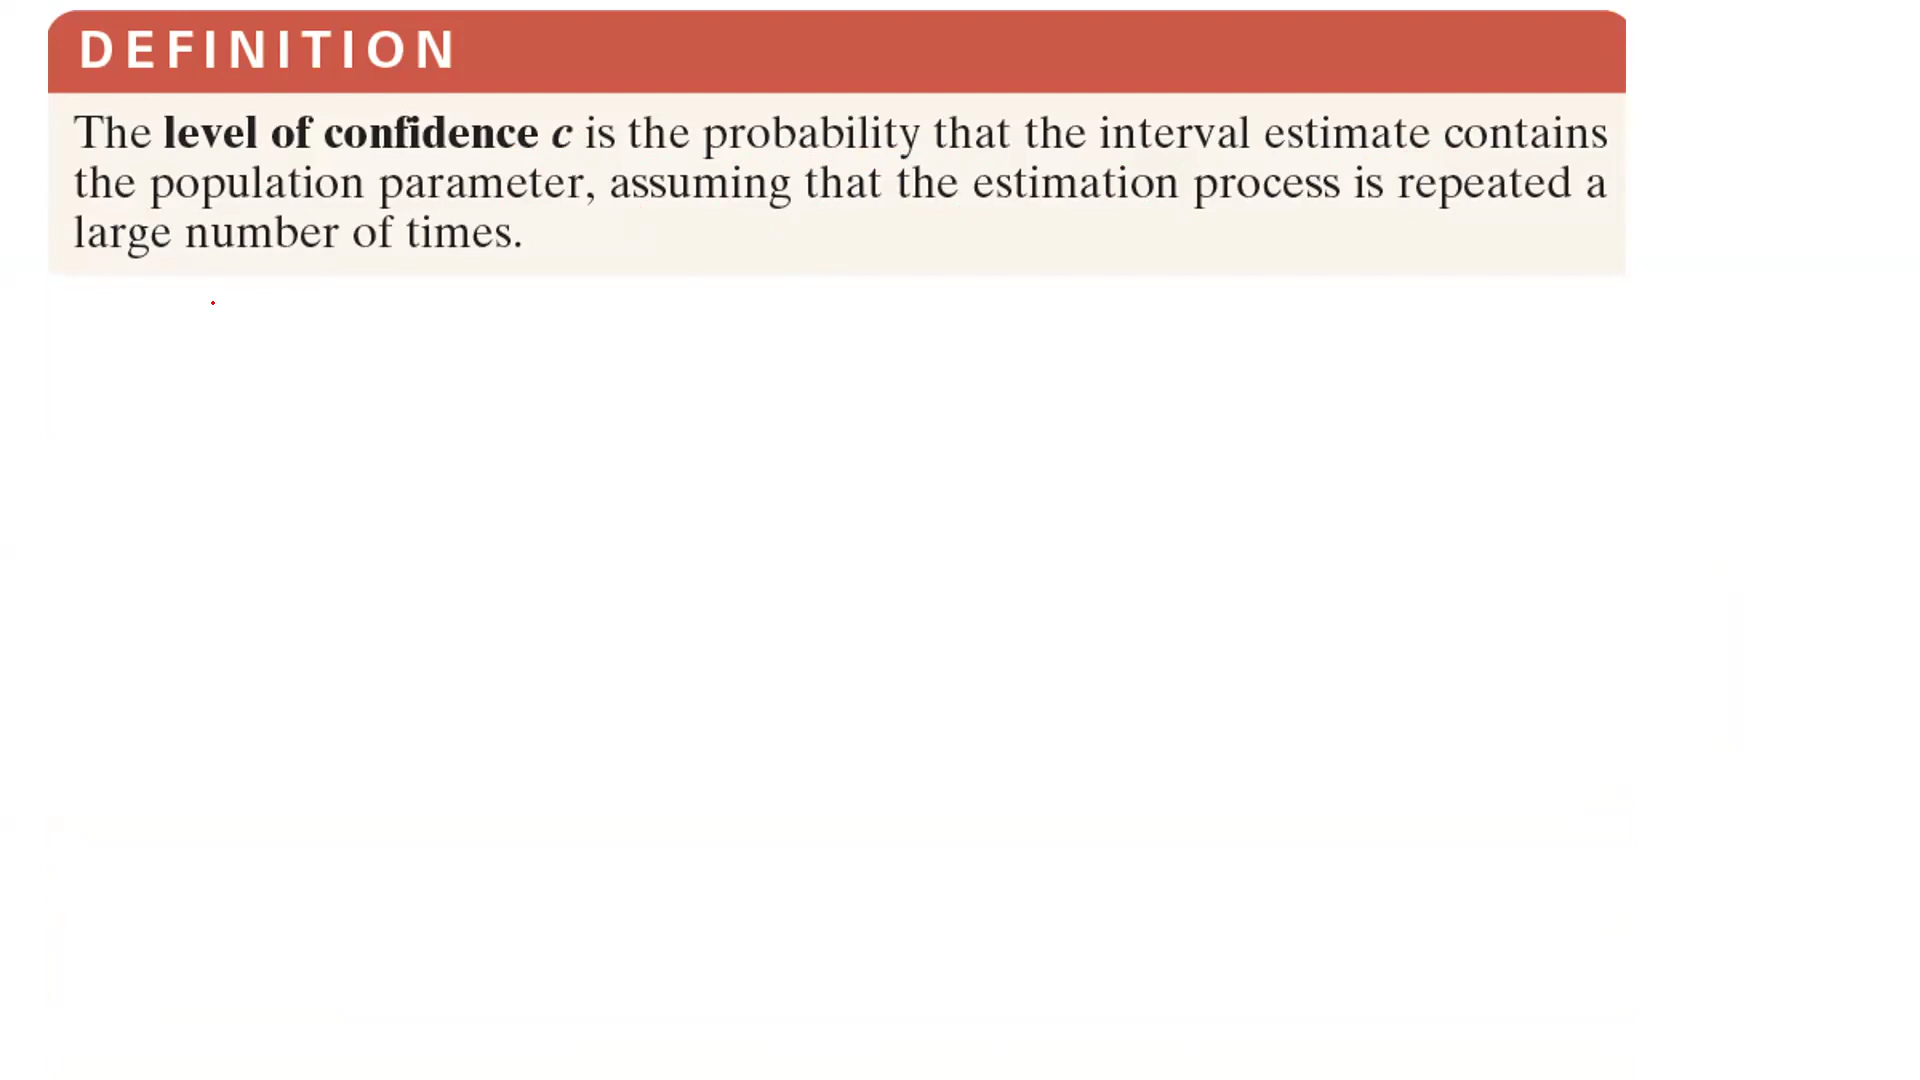 DEFINITION
The level of confidence c is the probability that the interval estimate contains
the population parameter, assuming that the estimation process is repeated a
large number of times.